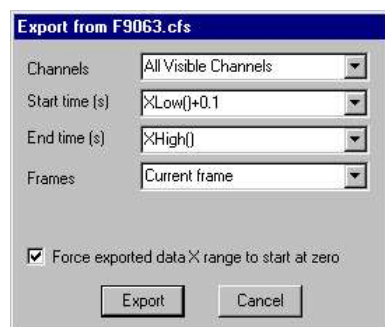 Export from F9063.cfs
Channels All Visible Channels
Start time (s) XLow()+0.1
End time (s) XHigh()
Frames Current frame
Force exported data X range to start at zero
Export Cancel